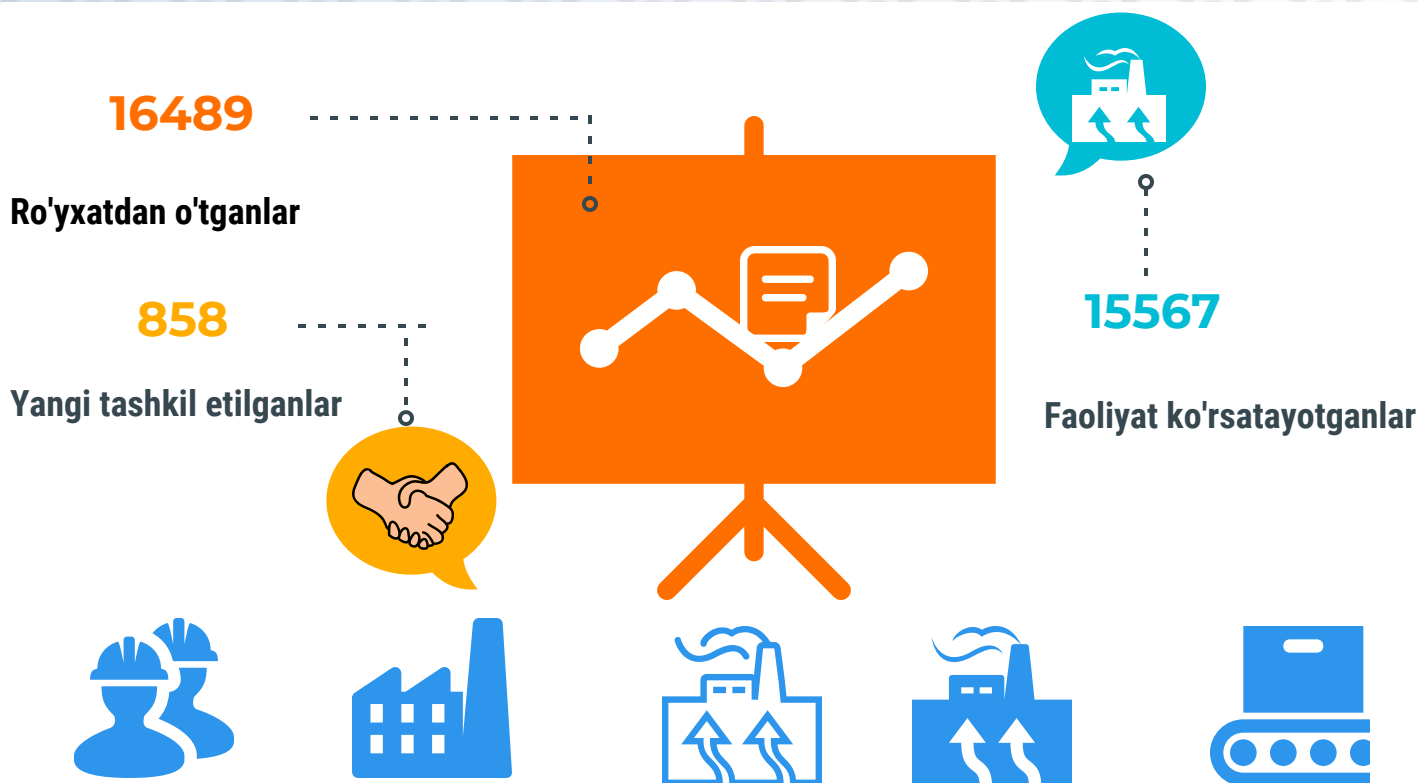 16489
Ro'yxatdan o'tganlar
858
Yangi tashkil etilganlar
15567
Faoliyat ko'rsatayotganlar